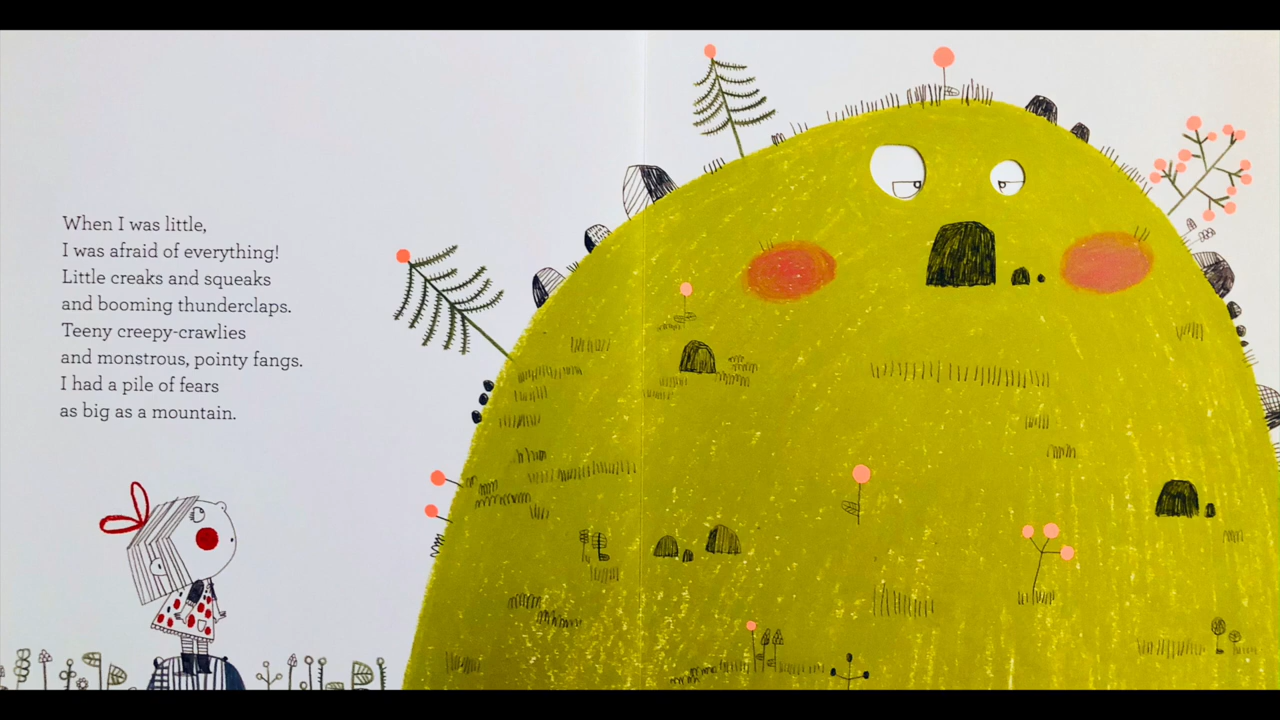 When I was little,
I was afraid of everything!
Little creaks and squeaks
and booming thunderclaps.
Teeny creepy-crawlies
and monstrous, pointy fangs.
I had a pile of fears
as big as a mountain.